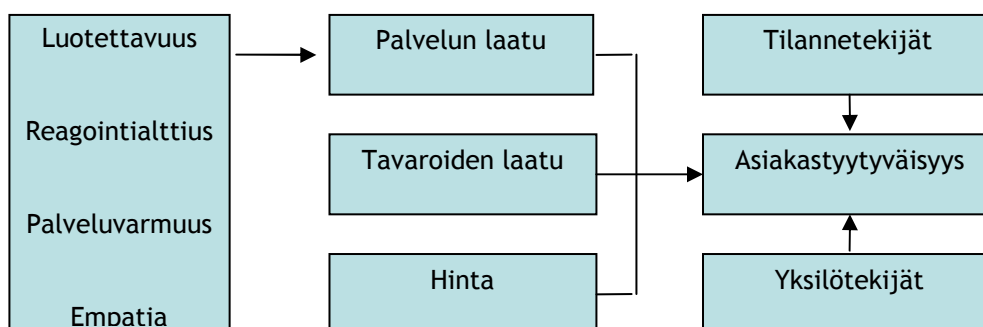 Luotettavuus
Reagointialttius
Palveluvarmuus
Empatia
Palvelun laatu
Tavaroiden laatu
Hinta
Tilannetekijät
Asiakastyytyväisyys
Yksilötekijät